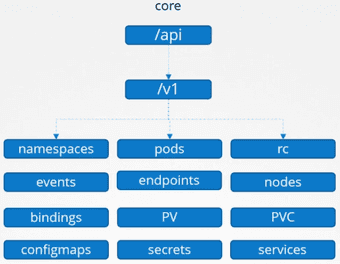 core
/api
/v1
namespaces pods rc
events endpoints nodes
bindings PV PVC
configmaps secrets services